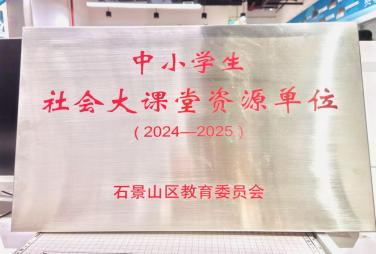 中小学生
社会大课堂资源单位
（2024—2025）
石景山区教育委员会